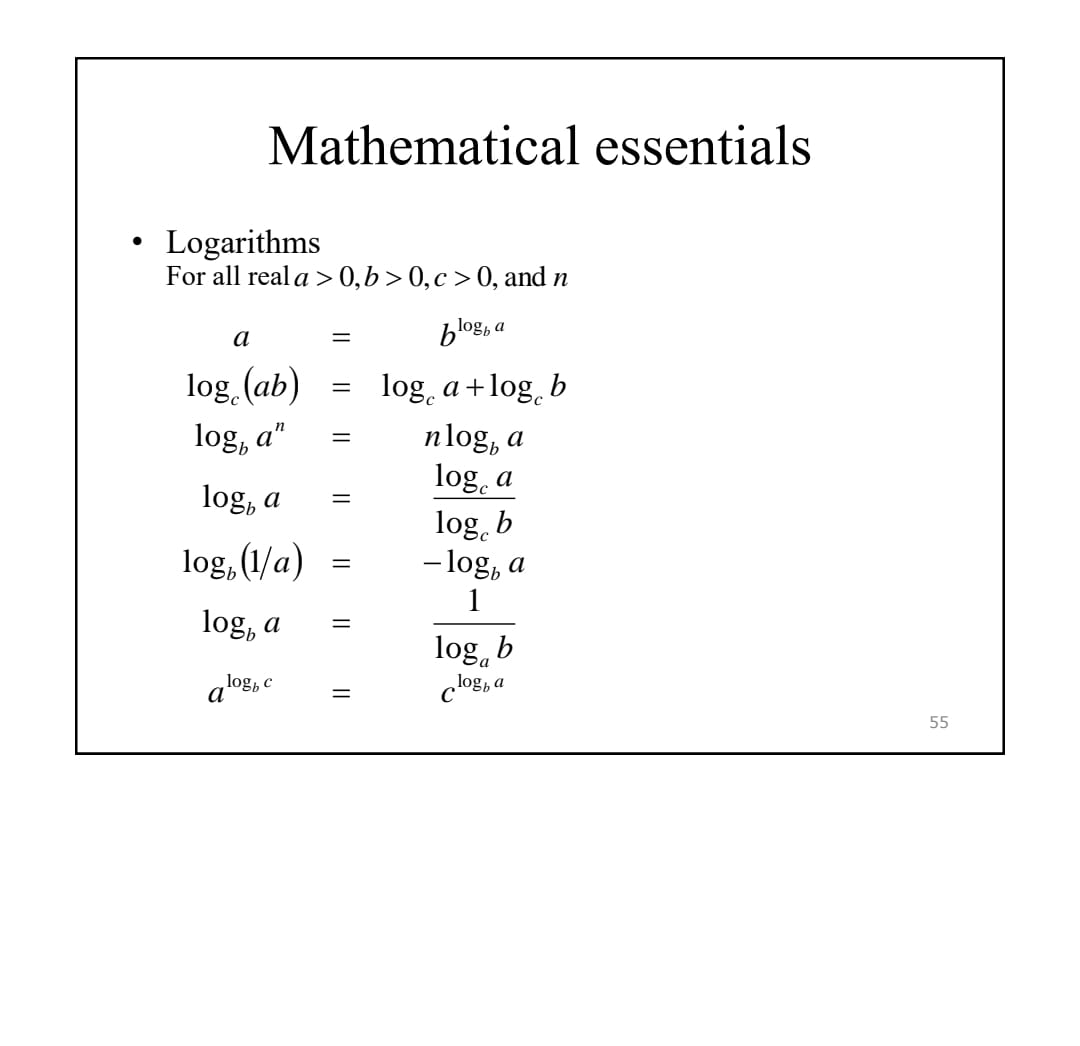 Mathematical essentials
• Logarithms
For all real a > 0, b > 0, c > 0, and n
a = b^{log_b a}
log_c(ab) = log_c a + log_c b
log_b a^n = n log_b a
log_b a = \frac{log_c a}{log_c b}
log_b(1/a) = − log_b a
log_b a = \frac{1}{log_a b}
a^{log_b c} = c^{log_b a}
55